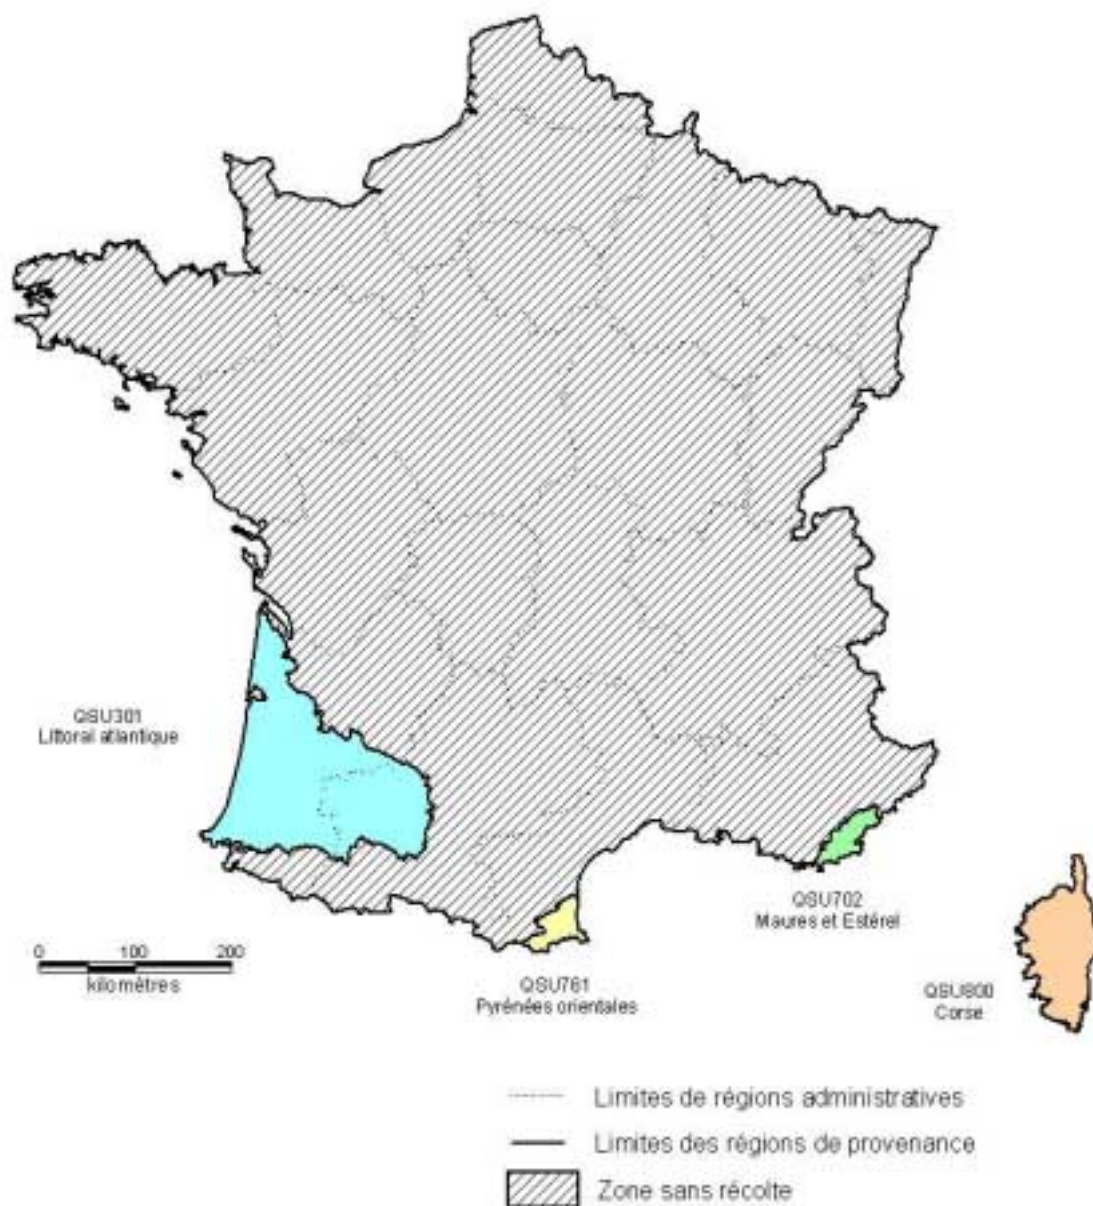 QSU301
Littoral atlantique
QSU702
Maures et Estérel
0 100 200
kilomètres
QSU761
Pyrénées orientales
QSU800
Corse
Limites de régions administratives
Limites des régions de provenance
Zone sans récolte